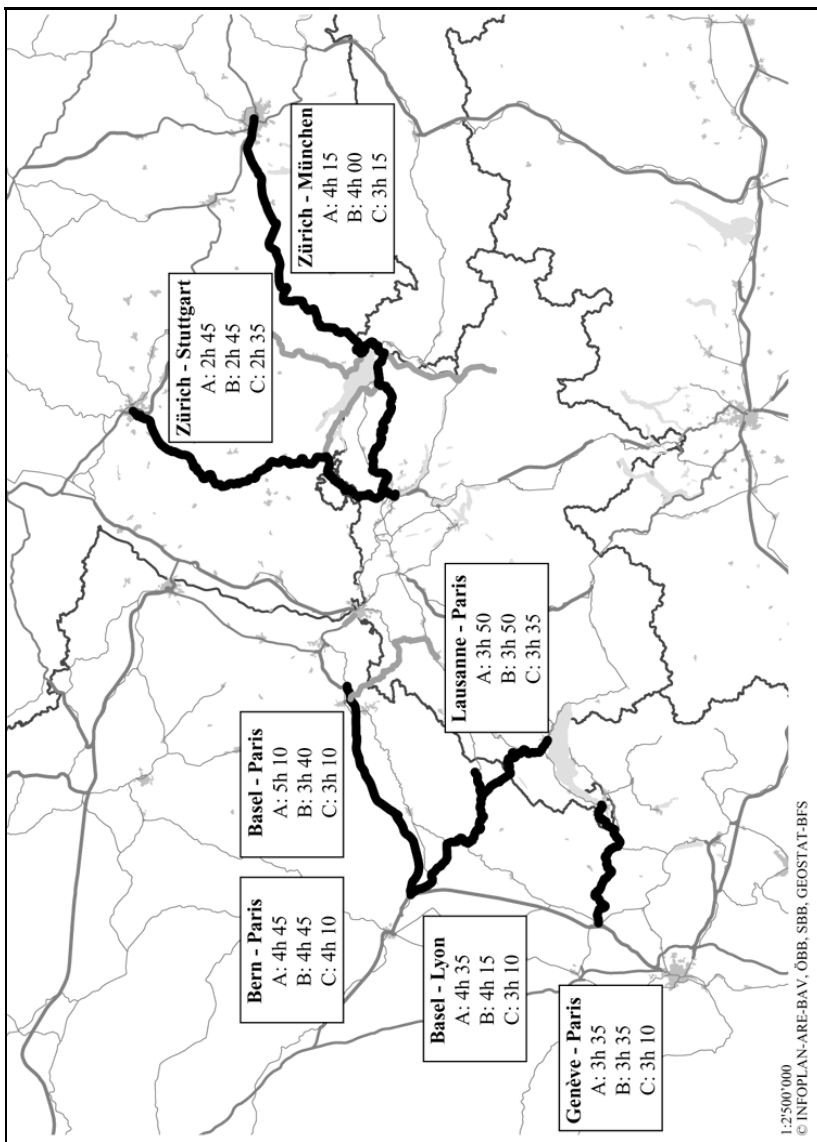 Zürich - München
A: 4h 15
B: 4h 00
C: 3h 15
Zürich - Stuttgart
A: 2h 45
B: 2h 45
C: 2h 35
Lausanne - Paris
A: 3h 50
B: 3h 50
C: 3h 35
Basel - Paris
A: 5h 10
B: 3h 40
C: 3h 10
Bern - Paris
A: 4h 45
B: 4h 45
C: 4h 10
Basel - Lyon
A: 4h 35
B: 4h 15
C: 3h 10
Genève - Paris
A: 3h 35
B: 3h 35
C: 3h 10
1:2'500'000
© INFOPLAN-ARE-BAV, ÖBB, SBB, GEOSTAT-BFS